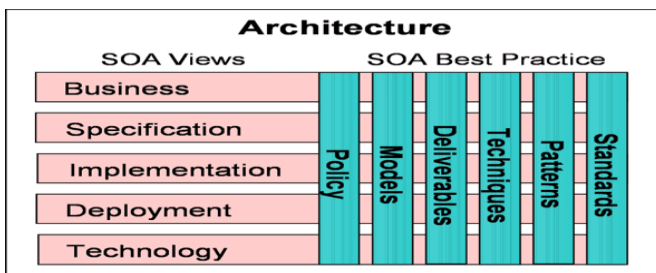 Architecture
SOA Views
SOA Best Practice
Business
Specification
Implementation
Deployment
Technology
Policy
Models
Deliverables
Techniques
Patterns
Standards